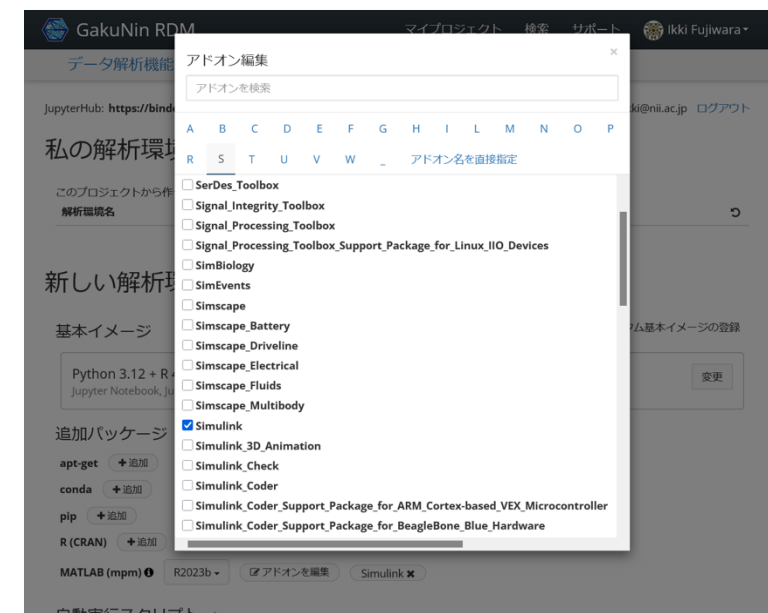 GakuNin RDM マイプロジェクト 検索 サポート Ikki Fujiwara
データ解析機能
アドオン編集 ×
アドオンを検索
JupyterHub: https://bind ki@nii.ac.jp ログアウト
A B C D E F G H I L M N O P
R S T U V W _ アドオン名を直接指定
私の解析環境
このプロジェクトから作
解析環境名
SerDes_Toolbox
Signal_Integrity_Toolbox
Signal_Processing_Toolbox
Signal_Processing_Toolbox_Support_Package_for_Linux_IIO_Devices
SimBiology
SimEvents
Simscape
Simscape_Battery
Simscape_Driveline
Simscape_Electrical
Simscape_Fluids
Simscape_Multibody
Simulink
Simulink_3D_Animation
Simulink_Check
Simulink_Coder
Simulink_Coder_Support_Package_for_ARM_Cortex-based_VEX_Microcontroller
Simulink_Coder_Support_Package_for_BeagleBone_Blue_Hardware
新しい解析環
基本イメージ ム基本イメージの登録
Python 3.12 + R 変更
Jupyter Notebook, Ju
追加パッケージ
apt-get +追加
conda +追加
pip +追加
R (CRAN) +追加
MATLAB (mpm) R2023b アドオンを編集 Simulink ×